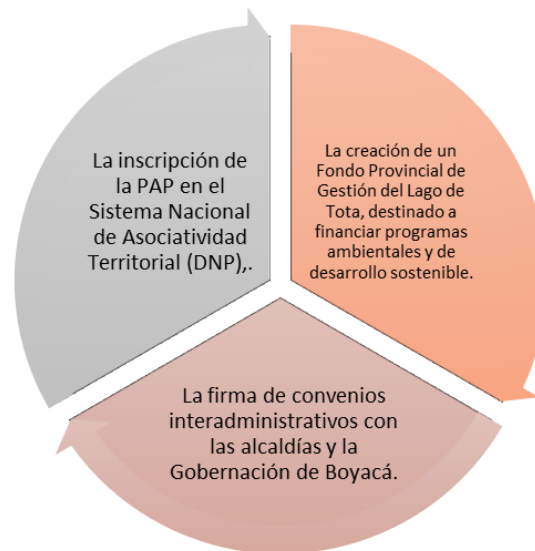 La inscripción de
la PAP en el
Sistema Nacional
de Asociatividad
Territorial (DNP),.
La creación de un
Fondo Provincial de
Gestión del Lago de
Tota, destinado a
financiar programas
ambientales y de
desarrollo sostenible.
La firma de convenios
interadministrativos con
las alcaldías y la
Gobernación de Boyacá.